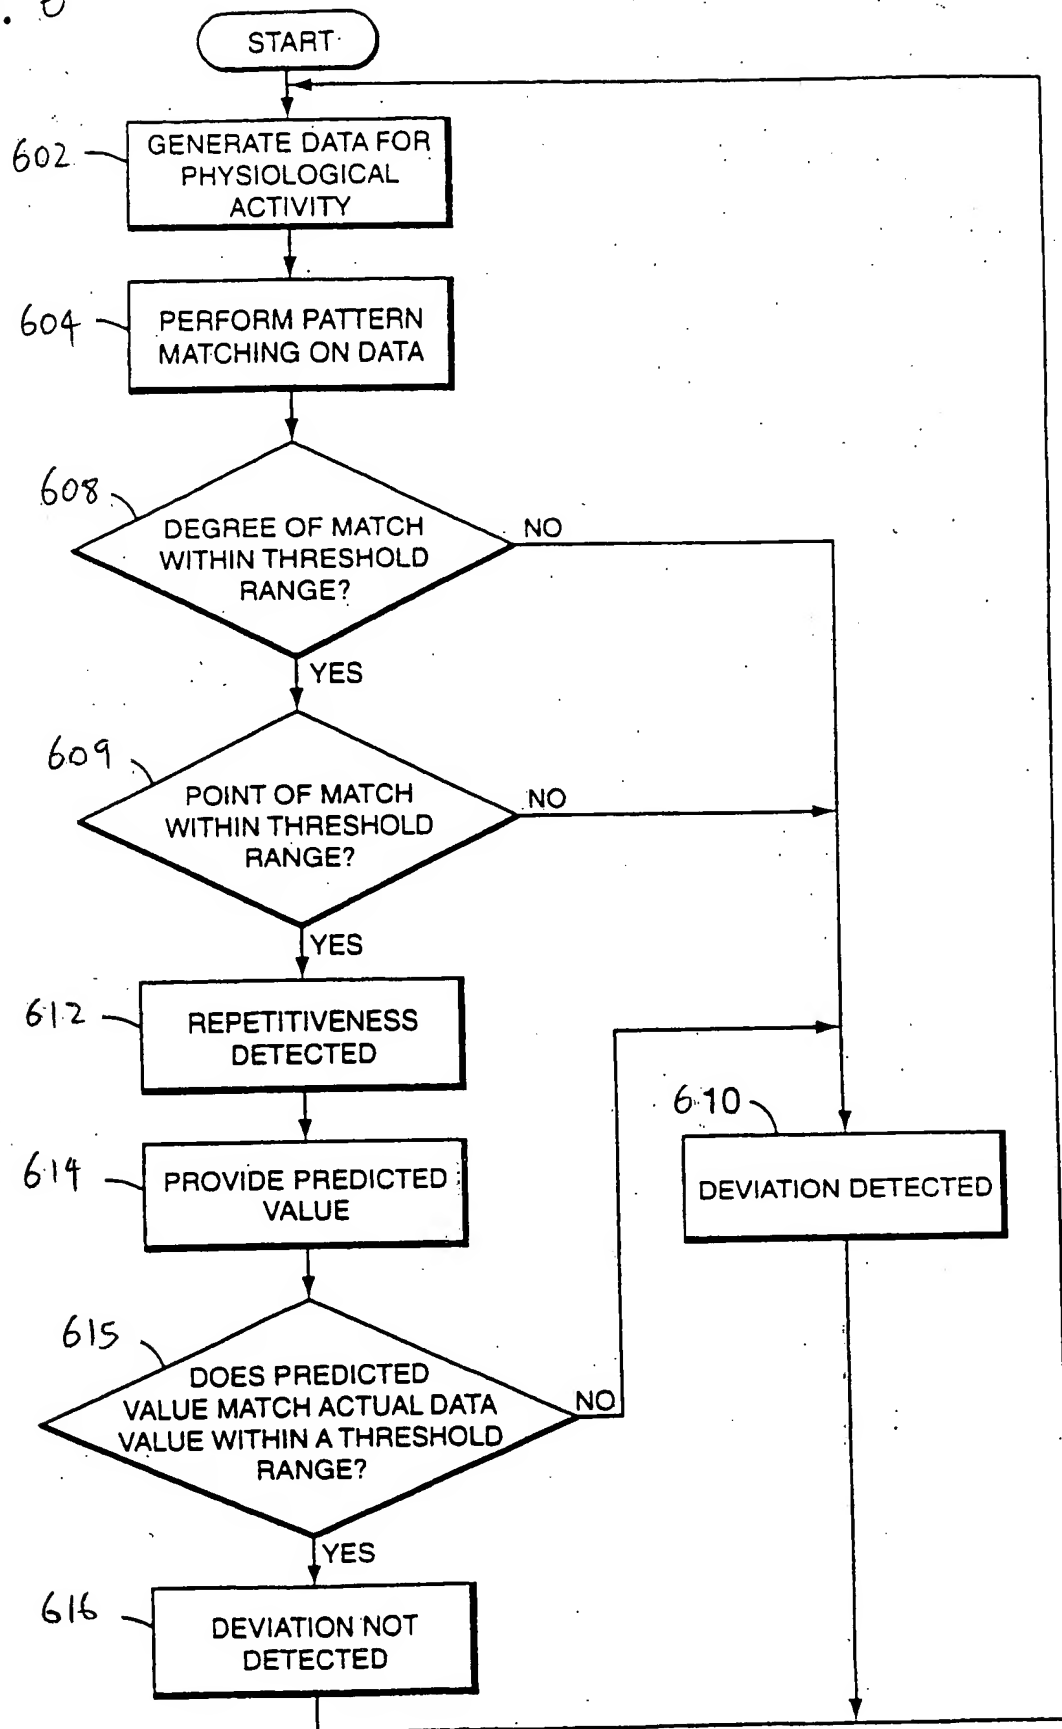 START
602
GENERATE DATA FOR
PHYSIOLOGICAL
ACTIVITY
604
PERFORM PATTERN
MATCHING ON DATA
608
DEGREE OF MATCH
WITHIN THRESHOLD
RANGE?
NO
YES
609
POINT OF MATCH
WITHIN THRESHOLD
RANGE?
NO
YES
612
REPETITIVENESS
DETECTED
610
DEVIATION DETECTED
614
PROVIDE PREDICTED
VALUE
615
DOES PREDICTED
VALUE MATCH ACTUAL DATA
VALUE WITHIN A THRESHOLD
RANGE?
NO
YES
616
DEVIATION NOT
DETECTED